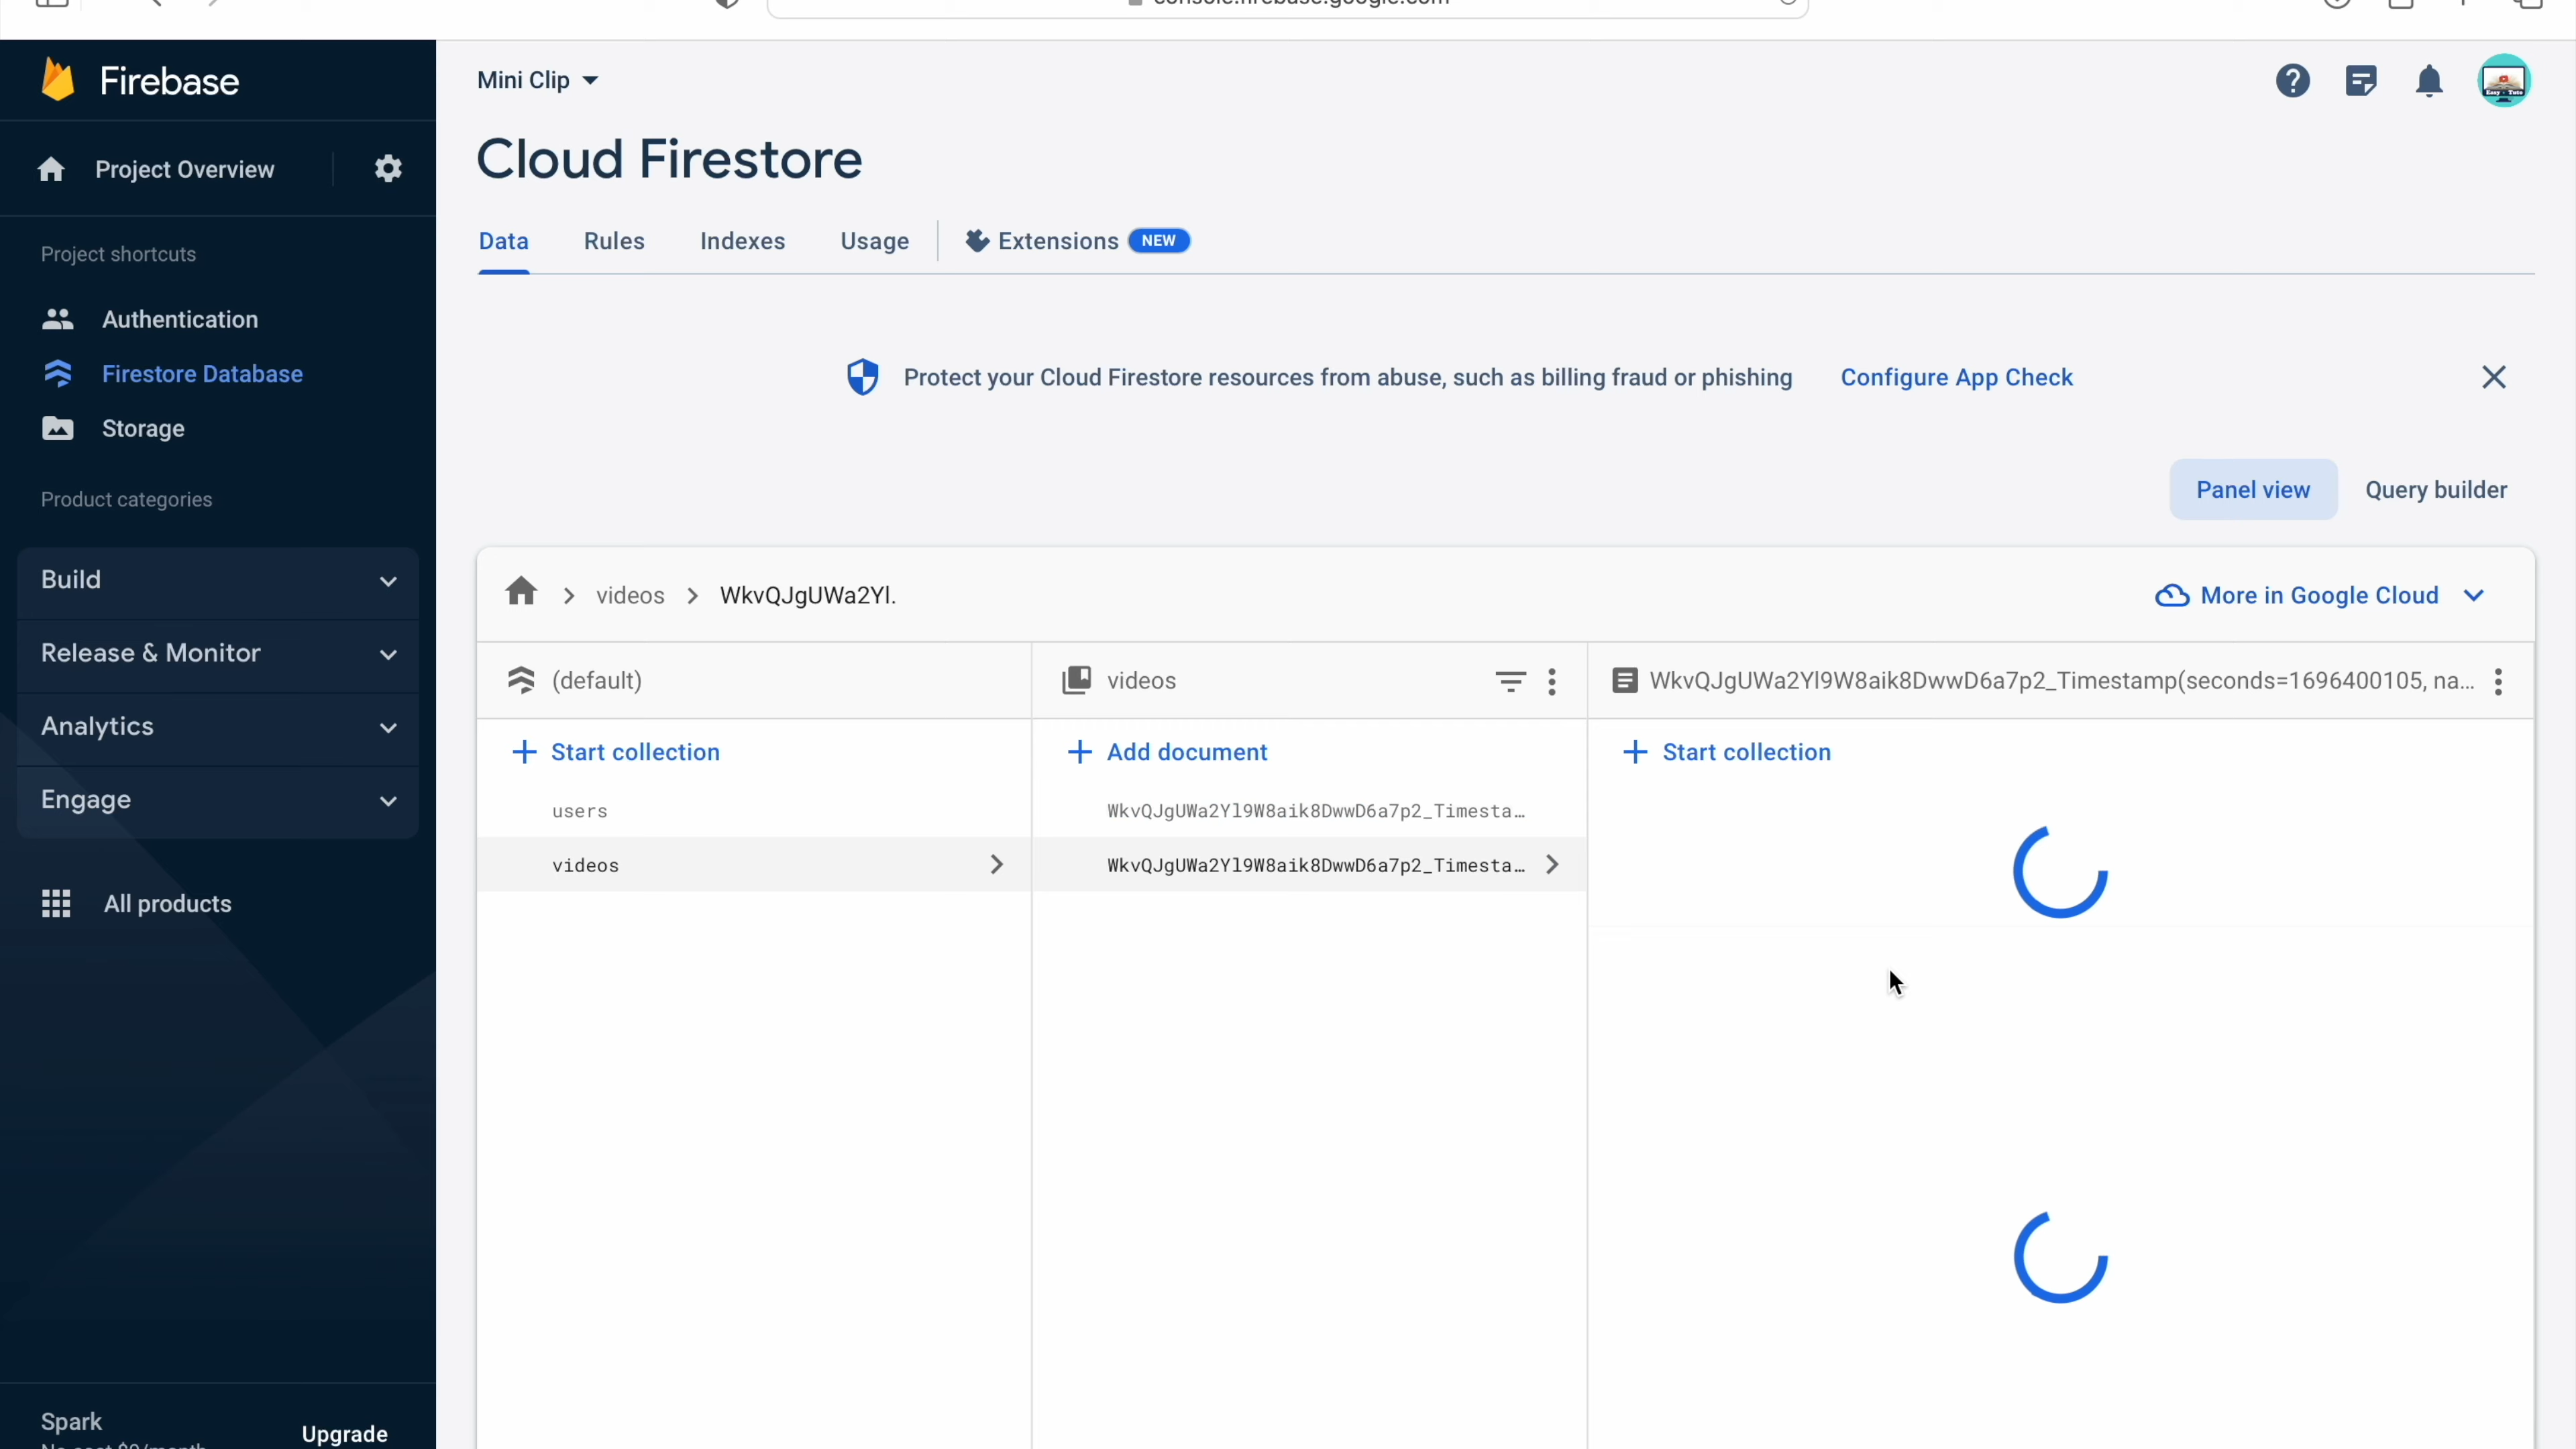 console.firebase.google.com
Firebase
Mini Clip
Project Overview
Cloud Firestore
Data
Rules
Indexes
Usage
Extensions
NEW
Project shortcuts
Authentication
Firestore Database
Storage
Protect your Cloud Firestore resources from abuse, such as billing fraud or phishing
Configure App Check
Product categories
Panel view
Query builder
Build
Release & Monitor
Analytics
Engage
All products
videos
WkvQJgUWa2Yl.
More in Google Cloud
(default)
videos
WkvQJgUWa2Yl9W8aik8DwwD6a7p2_Timestamp(seconds=1696400105, na...
Start collection
Add document
Start collection
users
WkvQJgUWa2Yl9W8aik8DwwD6a7p2_Timesta...
videos
WkvQJgUWa2Yl9W8aik8DwwD6a7p2_Timesta...
Spark
No cost $0/month
Upgrade